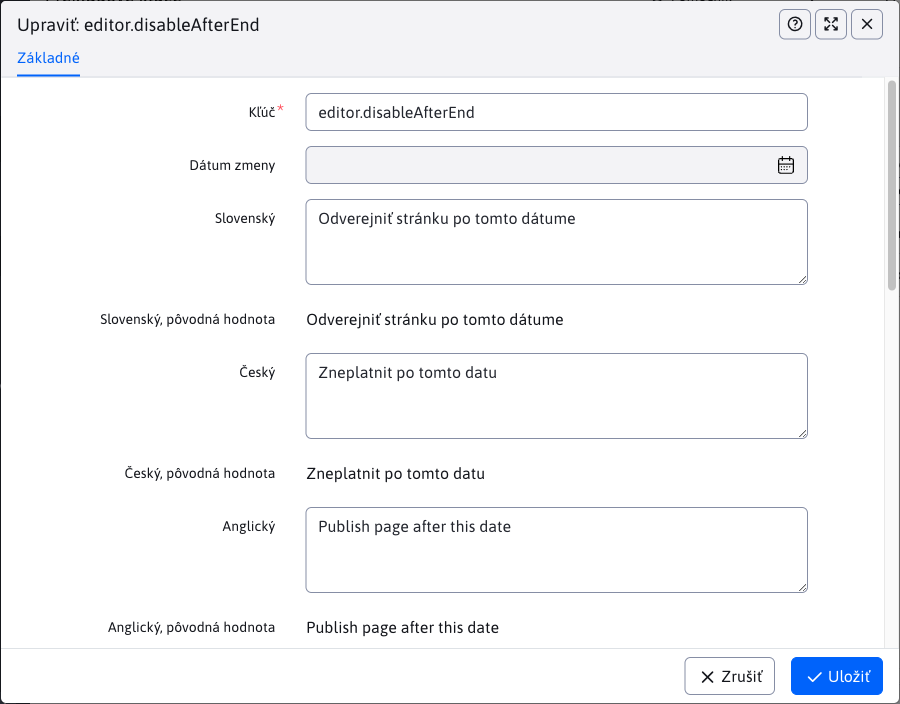 Upraviť: editor.disableAfterEnd
Základné
Kľúč*
editor.disableAfterEnd
Dátum zmeny
Slovenský
Odverejniť stránku po tomto dátume
Slovenský, pôvodná hodnota
Odverejniť stránku po tomto dátume
Český
Zneplatnit po tomto datu
Český, pôvodná hodnota
Zneplatnit po tomto datu
Anglický
Publish page after this date
Anglický, pôvodná hodnota
Publish page after this date
Zrušiť
Uložiť